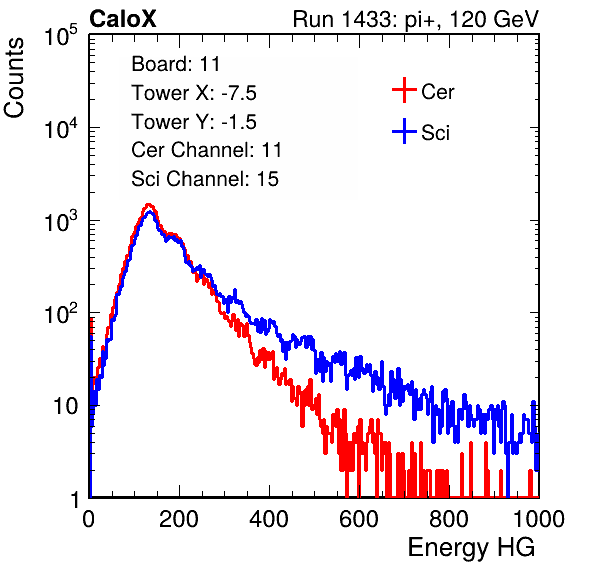 CaloX Run 1433: pi+, 120 GeV
Board: 11
Tower X: -7.5
Tower Y: -1.5
Cer Channel: 11
Sci Channel: 15
Cer
Sci
Counts
10^5
10^4
10^3
10^2
10
1
0 200 400 600 800 1000
Energy HG